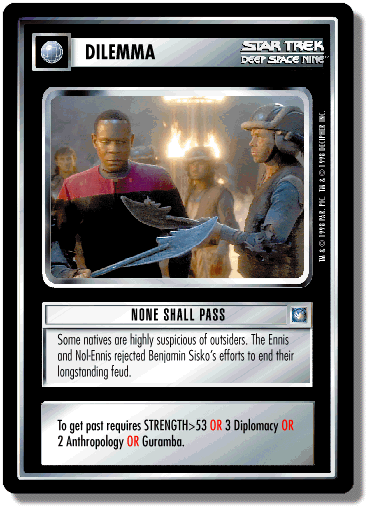 DILEMMA
STAR TREK
DEEP SPACE NINE™
TM & © 1998 PAR. PIC. TM & © 1998 DECIPHER INC.
NONE SHALL PASS
Some natives are highly suspicious of outsiders. The Ennis
and Nol-Ennis rejected Benjamin Sisko's efforts to end their
longstanding feud.
To get past requires STRENGTH>53 OR 3 Diplomacy OR
2 Anthropology OR Guramba.